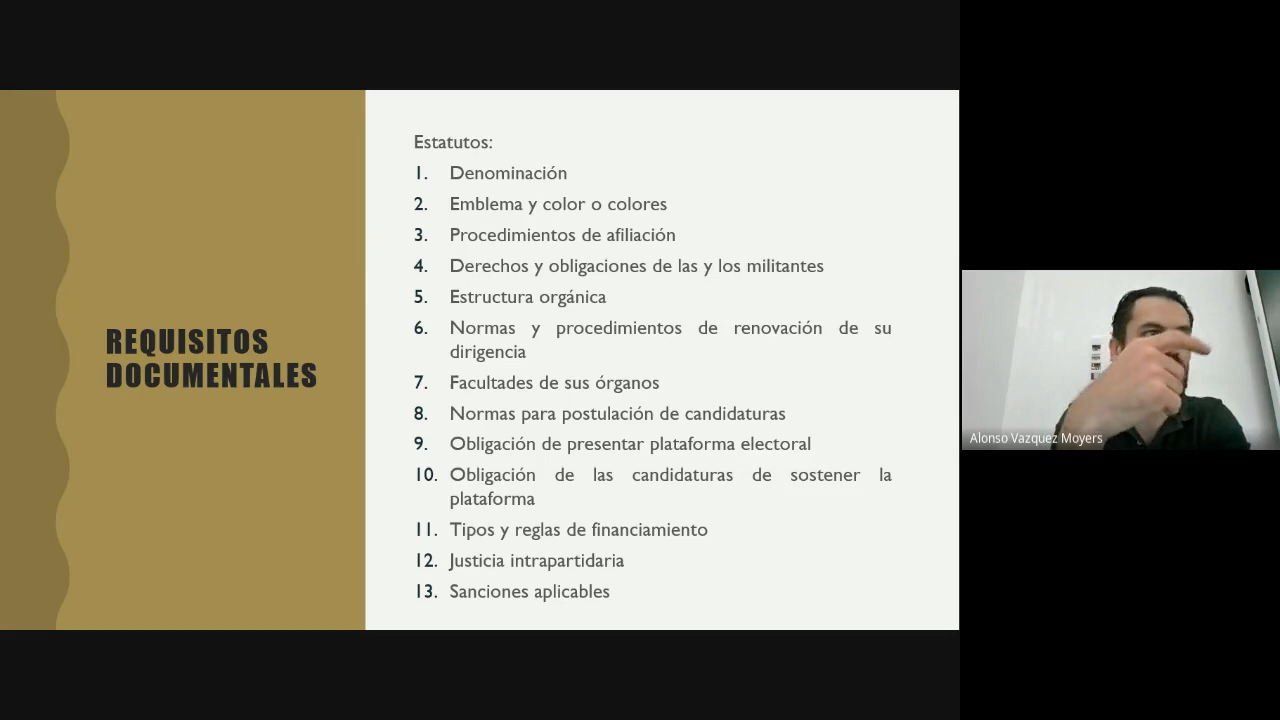 REQUISITOS
DOCUMENTALES
Estatutos:
1. Denominación
2. Emblema y color o colores
3. Procedimientos de afiliación
4. Derechos y obligaciones de las y los militantes
5. Estructura orgánica
6. Normas y procedimientos de renovación de su
dirigencia
7. Facultades de sus órganos
8. Normas para postulación de candidaturas
9. Obligación de presentar plataforma electoral
10. Obligación de las candidaturas de sostener la
plataforma
11. Tipos y reglas de financiamiento
12. Justicia intrapartidaria
13. Sanciones aplicables
Alonso Vazquez Moyers